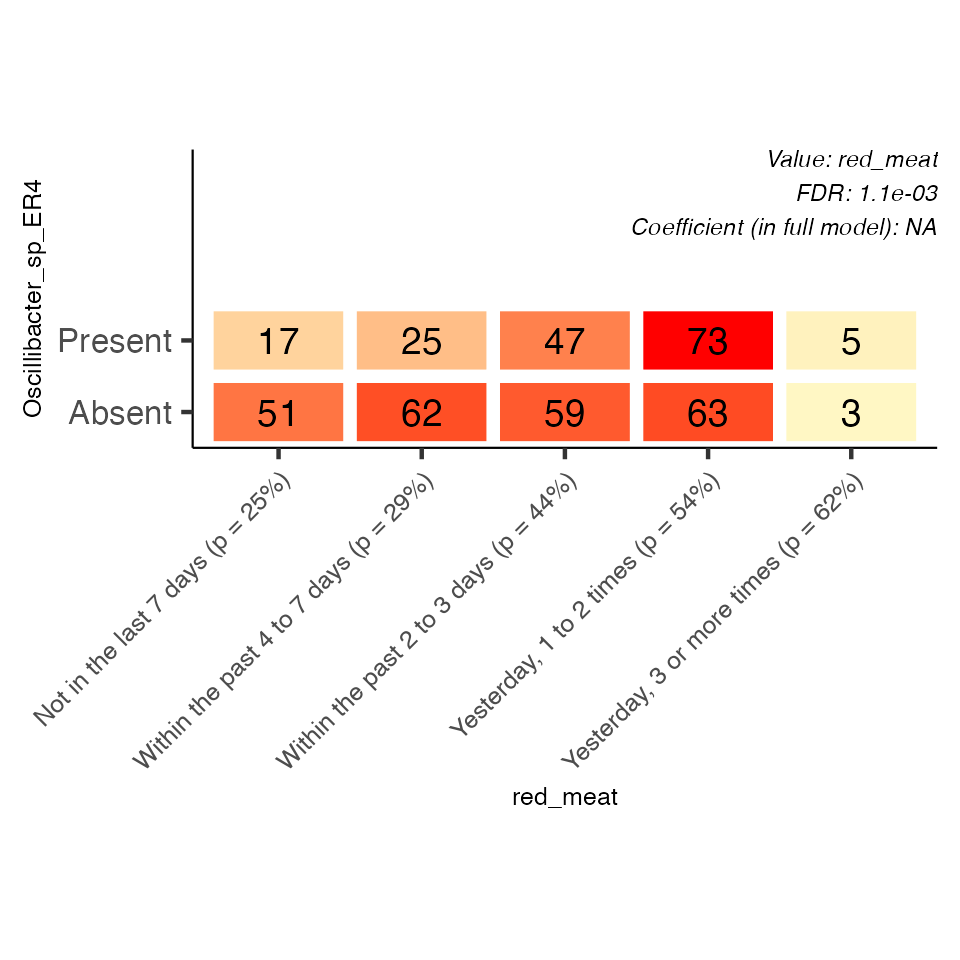 Value: red_meat
FDR: 1.1e-03
Coefficient (in full model): NA
Oscillibacter_sp_ER4
Present 17 25 47 73 5
Absent 51 62 59 63 3
Not in the last 7 days (p = 25%)
Within the past 4 to 7 days (p = 29%)
Within the past 2 to 3 days (p = 44%)
Yesterday, 1 to 2 times (p = 54%)
Yesterday, 3 or more times (p = 62%)
red_meat